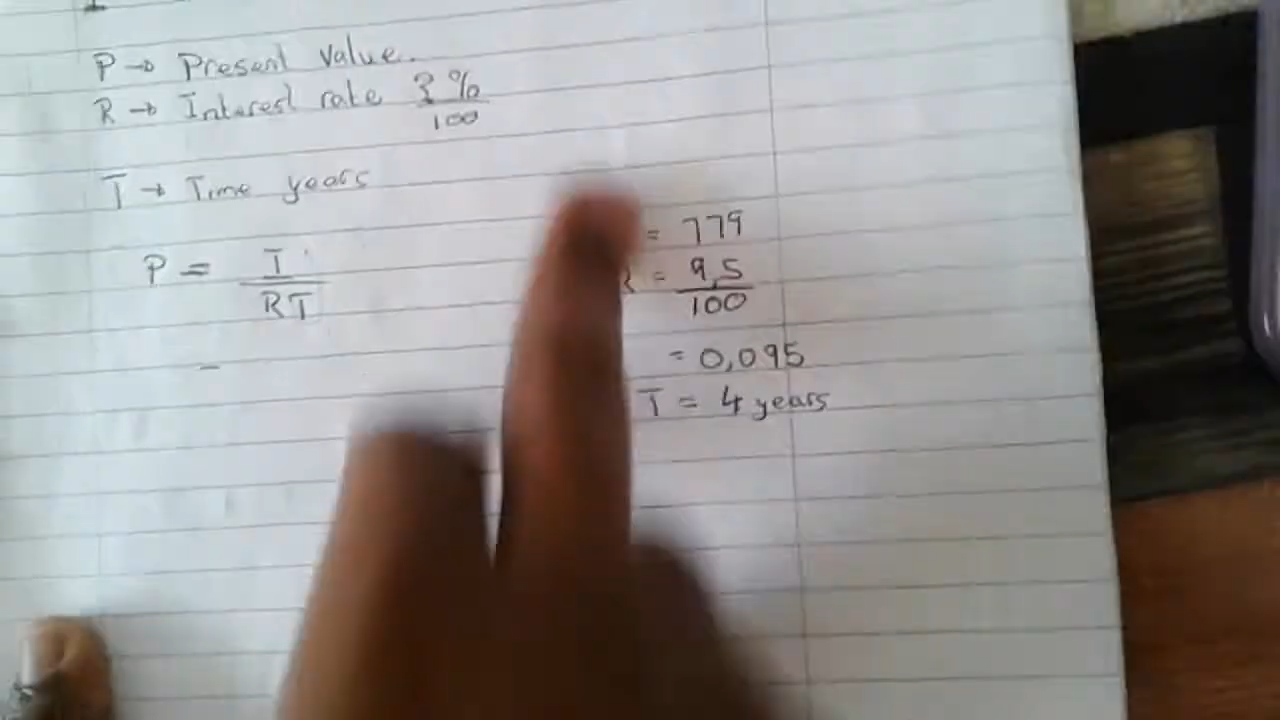 P → Present Value.
R → Interest rate ?%/100
T → Time years
P = I/RT
= 779
R = 9,5/100
= 0,095
T = 4 years